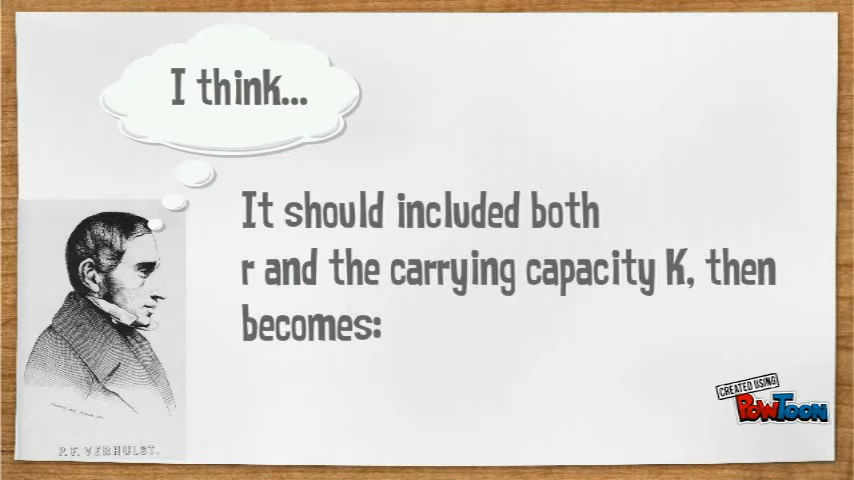 I think...
It should included both
r and the carrying capacity K, then
becomes:
P.F. VERHULST.
CREATED USING
POWTOON